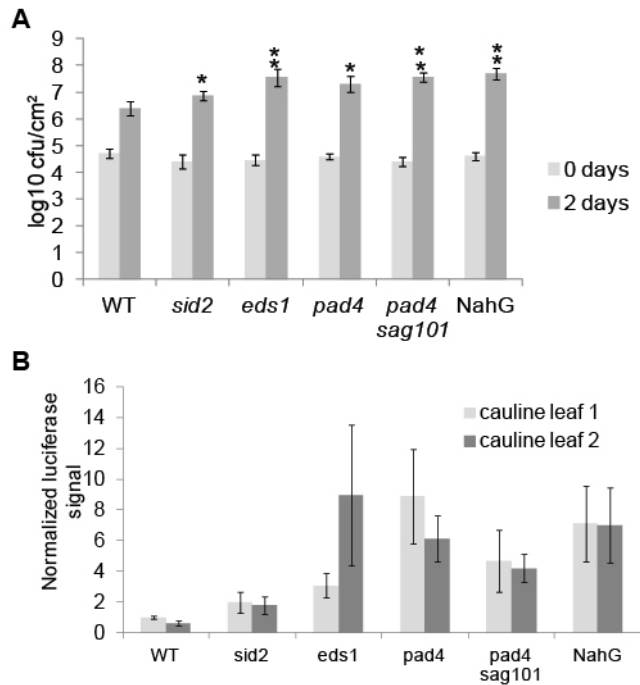 A
log10 cfu/cm²
9
8
7
6
5
4
3
2
1
0
*
* *
*
* *
* *
0 days
2 days
WT
sid2
eds1
pad4
pad4
sag101
NahG
B
Normalized luciferase
signal
16
14
12
10
8
6
4
2
0
cauline leaf 1
cauline leaf 2
WT
sid2
eds1
pad4
pad4
sag101
NahG